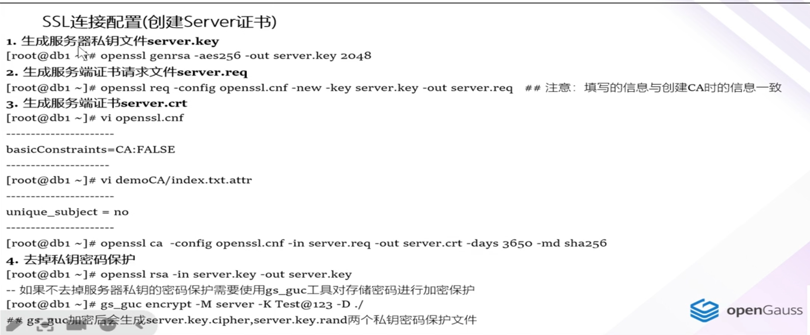 SSL连接配置(创建Server证书)
1. 生成服务器私钥文件server.key
[root@db1 ~]# openssl genrsa -aes256 -out server.key 2048
2. 生成服务端证书请求文件server.req
[root@db1 ~]# openssl req -config openssl.cnf -new -key server.key -out server.req ## 注意：填写的信息与创建CA时的信息一致
3. 生成服务端证书server.crt
[root@db1 ~]# vi openssl.cnf
----------------------
basicConstraints=CA:FALSE
---------------------
[root@db1 ~]# vi demoCA/index.txt.attr
----------------------
unique_subject = no
----------------------
[root@db1 ~]# openssl ca -config openssl.cnf -in server.req -out server.crt -days 3650 -md sha256
4. 去掉私钥密码保护
[root@db1 ~]# openssl rsa -in server.key -out server.key
-- 如果不去掉服务器私钥的密码保护需要使用gs_guc工具对存储密码进行加密保护
[root@db1 ~]# gs_guc encrypt -M server -K Test@123 -D ./
## gs_guc加密后会生成server.key.cipher,server.key.rand两个私钥密码保护文件
openGauss